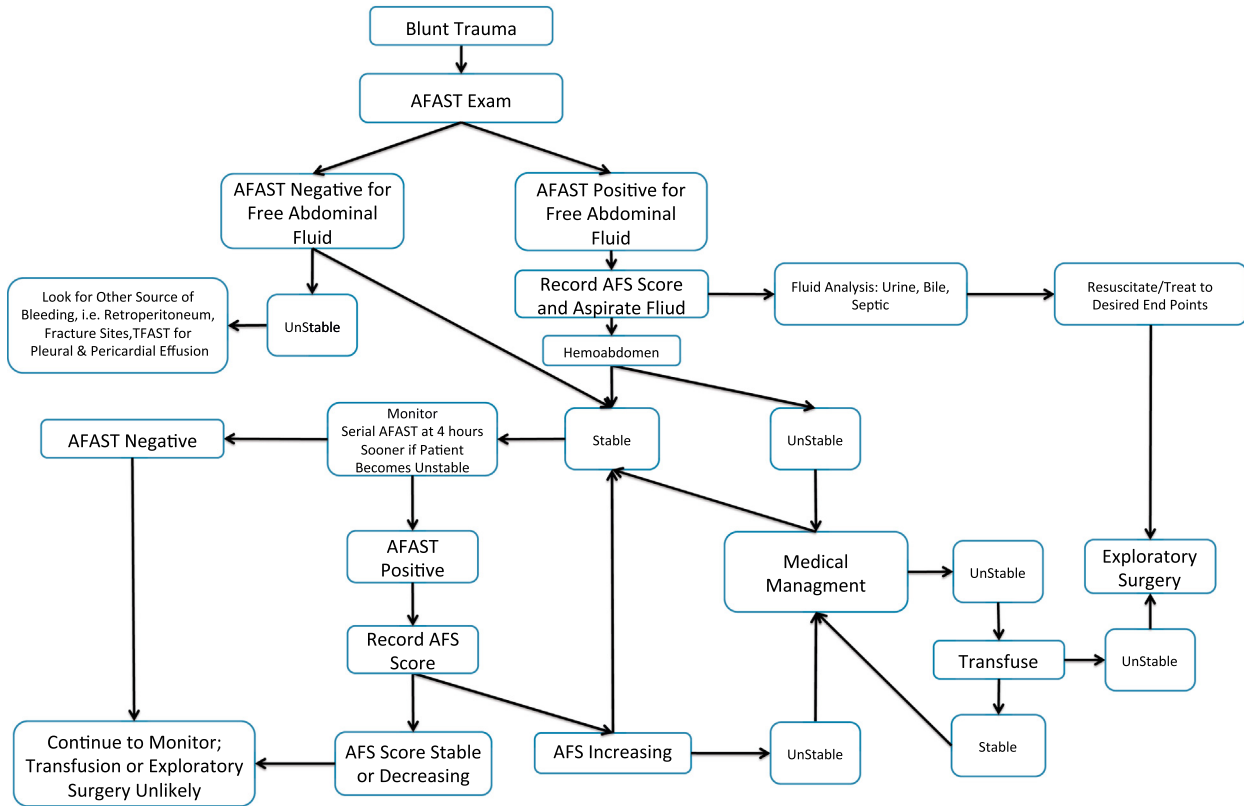 Blunt Trauma
AFAST Exam
AFAST Negative for
Free Abdominal
Fluid
AFAST Positive for
Free Abdominal
Fluid
Look for Other Source of
Bleeding, i.e. Retroperitoneum,
Fracture Sites,TFAST for
Pleural & Pericardial Effusion
UnStable
Record AFS Score
and Aspirate Fliud
Fluid Analysis: Urine, Bile,
Septic
Resuscitate/Treat to
Desired End Points
Hemoabdomen
AFAST Negative
Monitor
Serial AFAST at 4 hours
Sooner if Patient
Becomes Unstable
Stable
UnStable
AFAST
Positive
Medical
Managment
UnStable
Exploratory
Surgery
Record AFS
Score
Transfuse
UnStable
Continue to Monitor;
Transfusion or Exploratory
Surgery Unlikely
AFS Score Stable
or Decreasing
AFS Increasing
UnStable
Stable